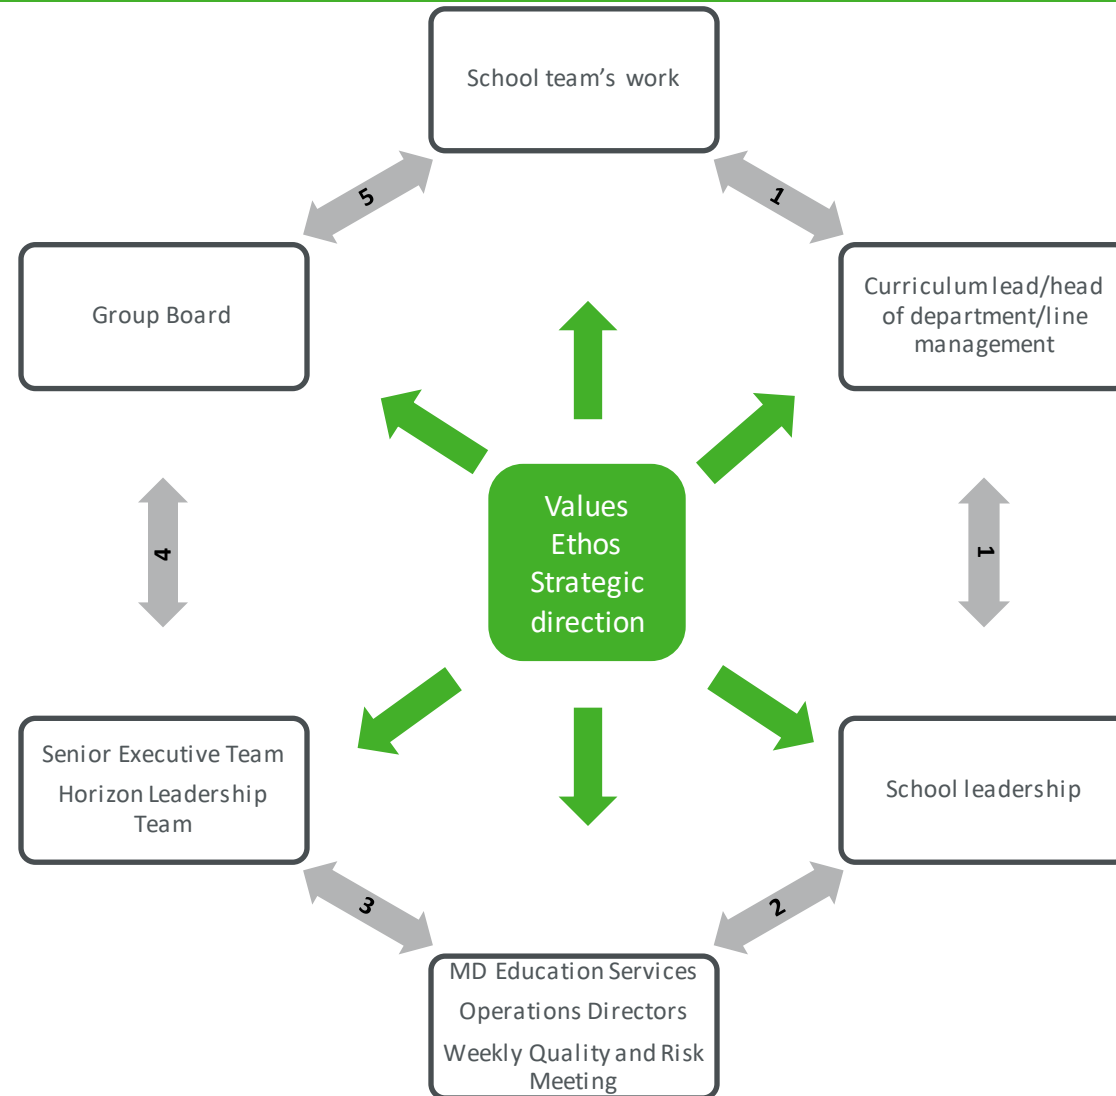 School team’s work
5
1
Group Board
Curriculum lead/head
of department/line
management
Values
Ethos
Strategic
direction
4
1
Senior Executive Team
Horizon Leadership
Team
School leadership
3
2
MD Education Services
Operations Directors
Weekly Quality and Risk
Meeting